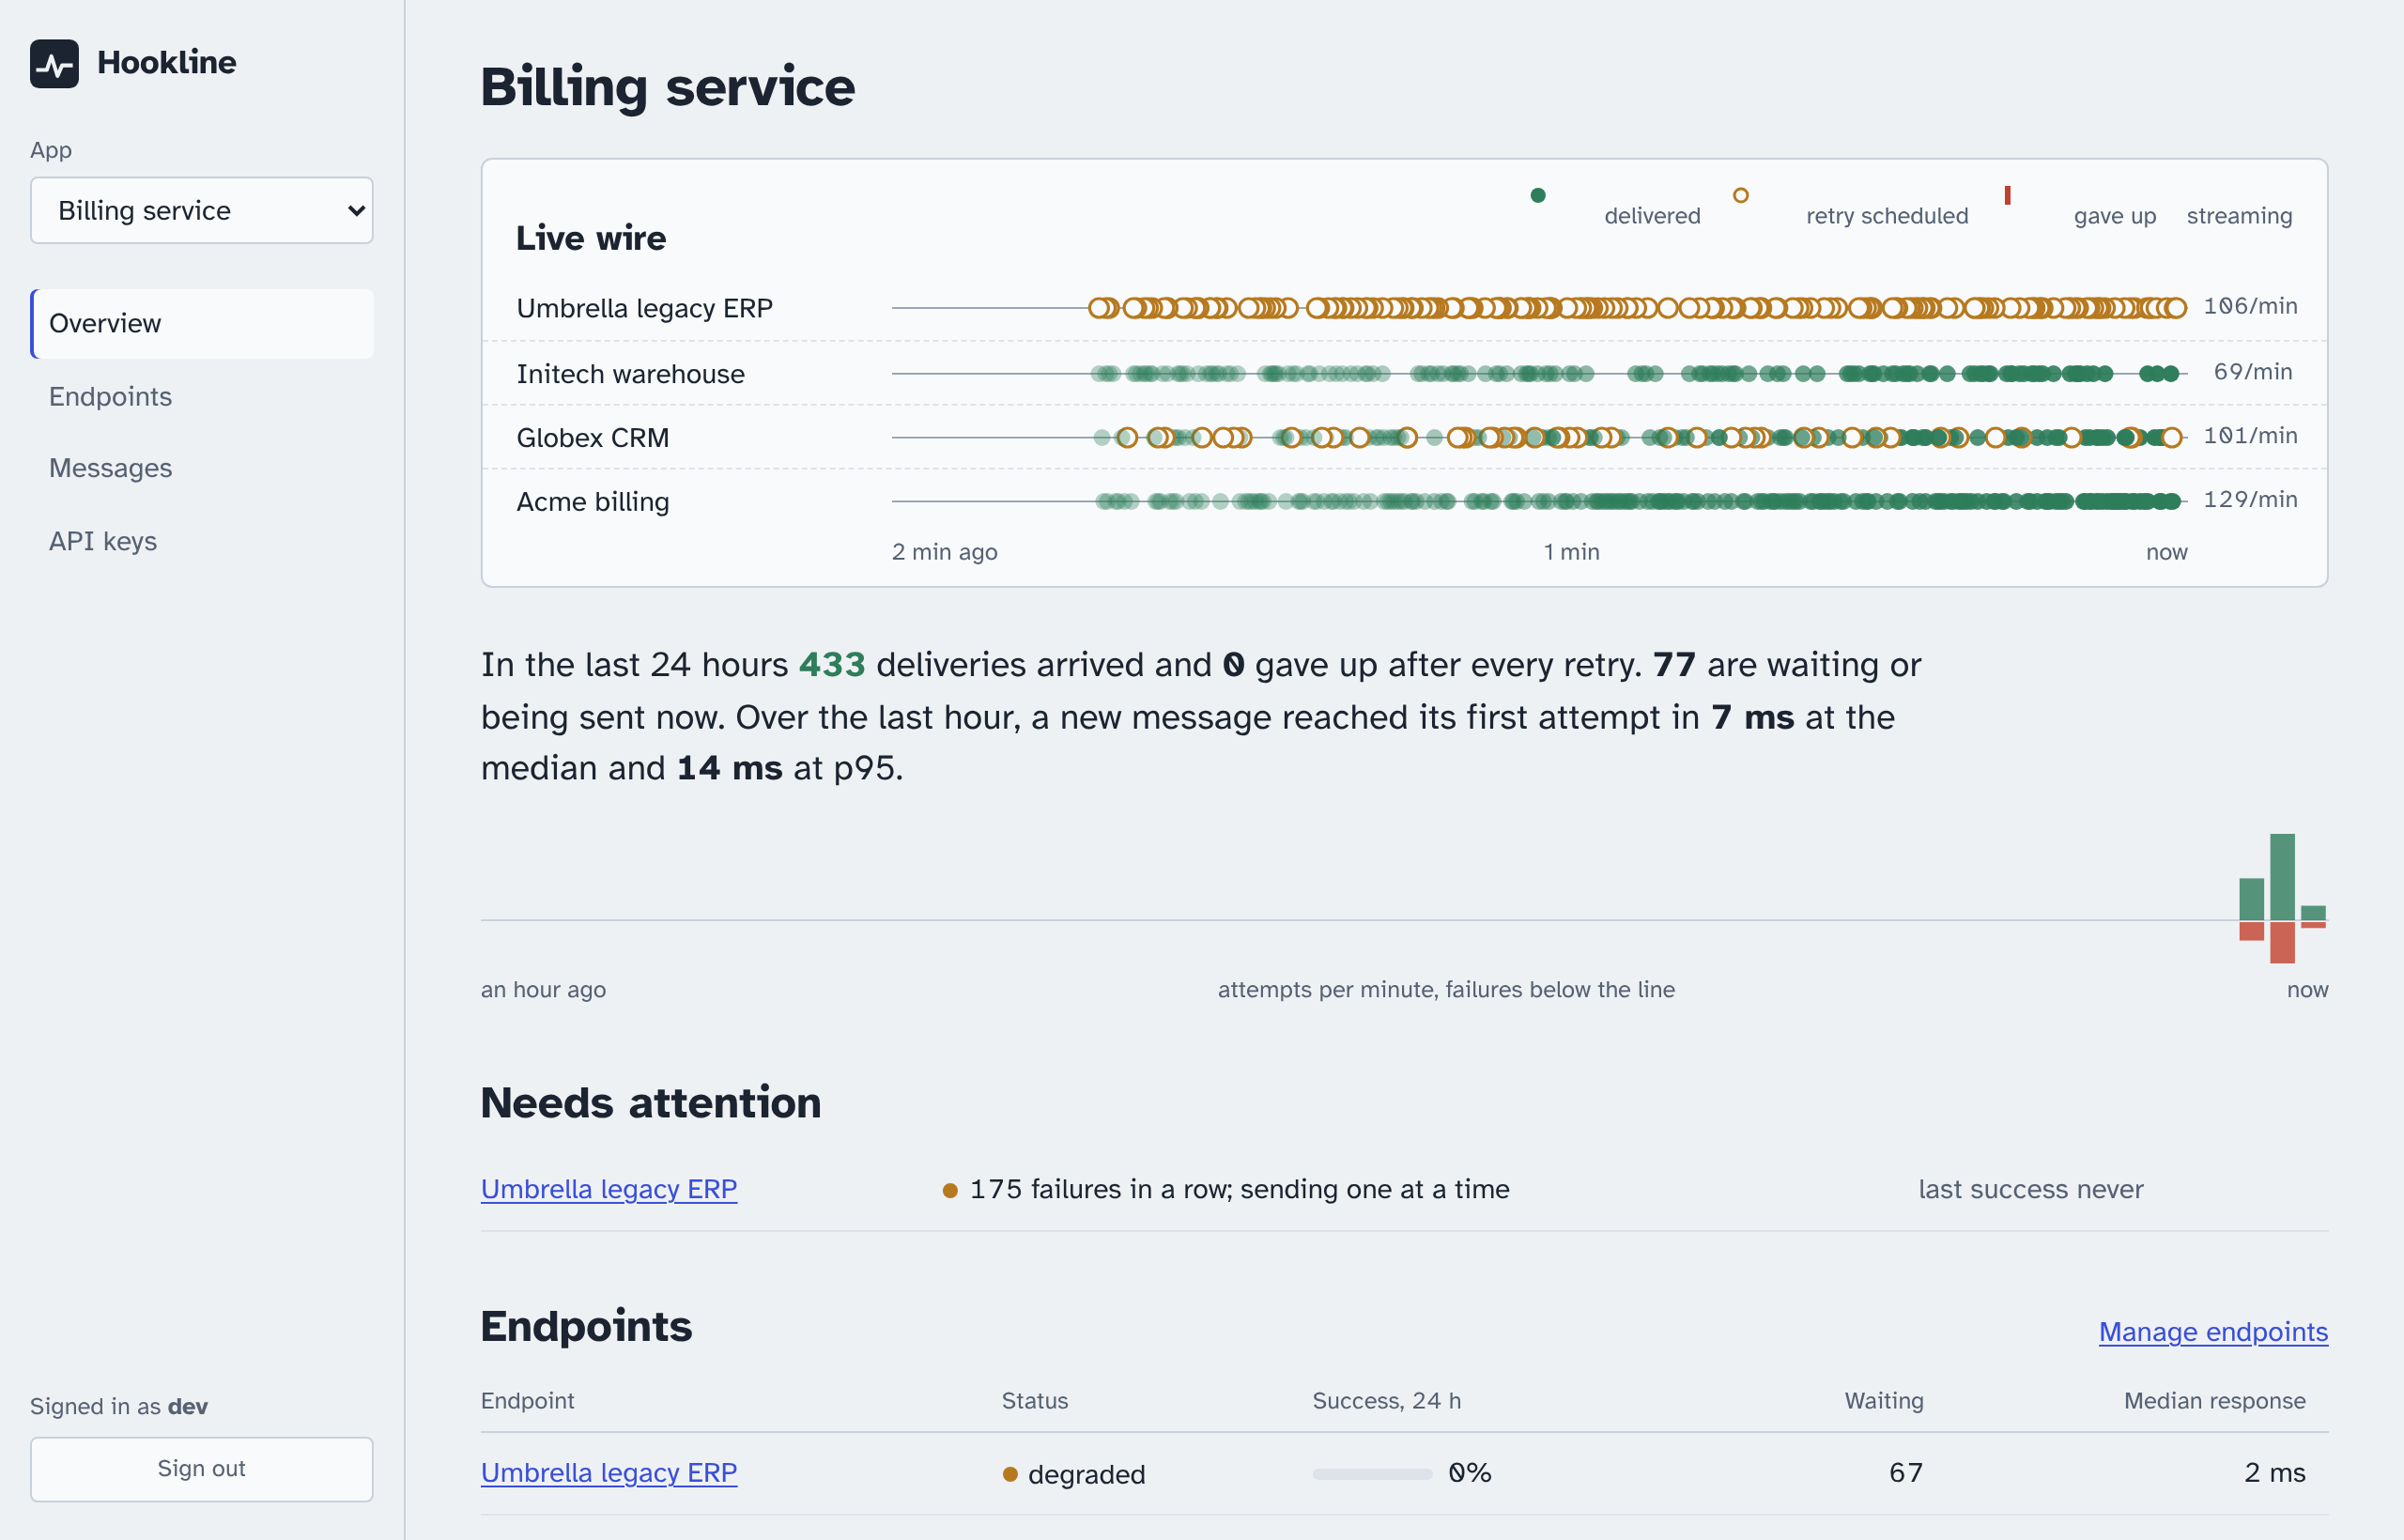 Hookline
App
Billing service
Overview
Endpoints
Messages
API keys
Signed in as dev
Sign out
Billing service
Live wire
delivered
retry scheduled
gave up
streaming
Umbrella legacy ERP
106/min
Initech warehouse
69/min
Globex CRM
101/min
Acme billing
129/min
2 min ago
1 min
now
In the last 24 hours 433 deliveries arrived and 0 gave up after every retry. 77 are waiting or
being sent now. Over the last hour, a new message reached its first attempt in 7 ms at the
median and 14 ms at p95.
an hour ago
attempts per minute, failures below the line
now
Needs attention
Umbrella legacy ERP
175 failures in a row; sending one at a time
last success never
Endpoints
Manage endpoints
Endpoint
Status
Success, 24 h
Waiting
Median response
Umbrella legacy ERP
degraded
0%
67
2 ms